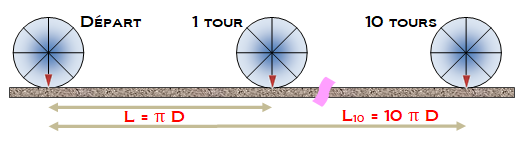 Départ
1 tour
10 tours
L = π D
L₁₀ = 10 π D